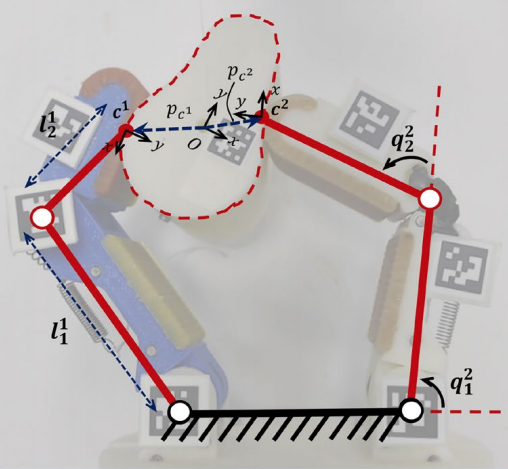 x
y
p_{c^2}
p_{c^1}
y
c^1
c^2
l_2^1
x
y
O
x
q_2^2
l_1^1
q_1^2